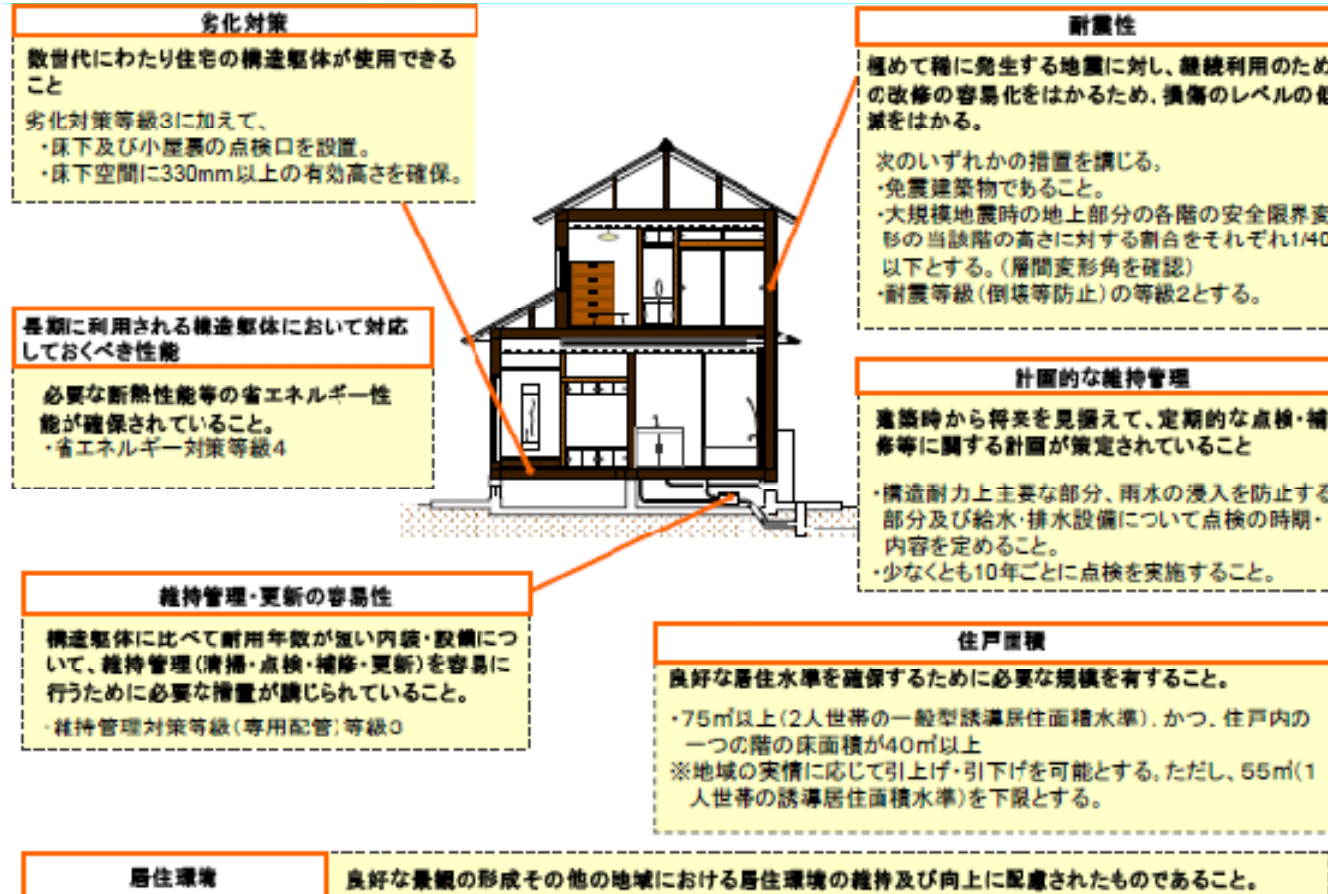 劣化対策
数世代にわたり住宅の構造躯体が使用できる
こと
劣化対策等級3に加えて、
・床下及び小屋裏の点検口を設置。
・床下空間に330mm以上の有効高さを確保。
長期に利用される構造躯体において対応
しておくべき性能
必要な断熱性能等の省エネルギー性
能が確保されていること。
・省エネルギー対策等級4
維持管理・更新の容易性
構造躯体に比べて耐用年数が短い内装・設備につ
いて、維持管理(清掃・点検・補修・更新)を容易に
行うために必要な措置が講じられていること。
・維持管理対策等級(専用配管)等級3
耐震性
極めて稀に発生する地震に対し、継続利用のため
の改修の容易化をはかるため、損傷のレベルの低
減をはかる。
次のいずれかの措置を講じる。
・免震建築物であること。
・大規模地震時の地上部分の各階の安全限界変
形の当該階の高さに対する割合をそれぞれ1/40
以下とする。(層間変形角を確認)
・耐震等級(倒壊等防止)の等級2とする。
計画的な維持管理
建築時から将来を見据えて、定期的な点検・補
修等に関する計画が策定されていること
・構造耐力上主要な部分、雨水の浸入を防止する
部分及び給水・排水設備について点検の時期・
内容を定めること。
・少なくとも10年ごとに点検を実施すること。
住戸面積
良好な居住水準を確保するために必要な規模を有すること。
・75㎡以上(2人世帯の一般型誘導居住面積水準)、かつ、住戸内の
一つの階の床面積が40㎡以上
※地域の実情に応じて引上げ・引下げを可能とする。ただし、55㎡(1
人世帯の誘導居住面積水準)を下限とする。
居住環境
良好な景観の形成その他の地域における居住環境の維持及び向上に配慮されたものであること。